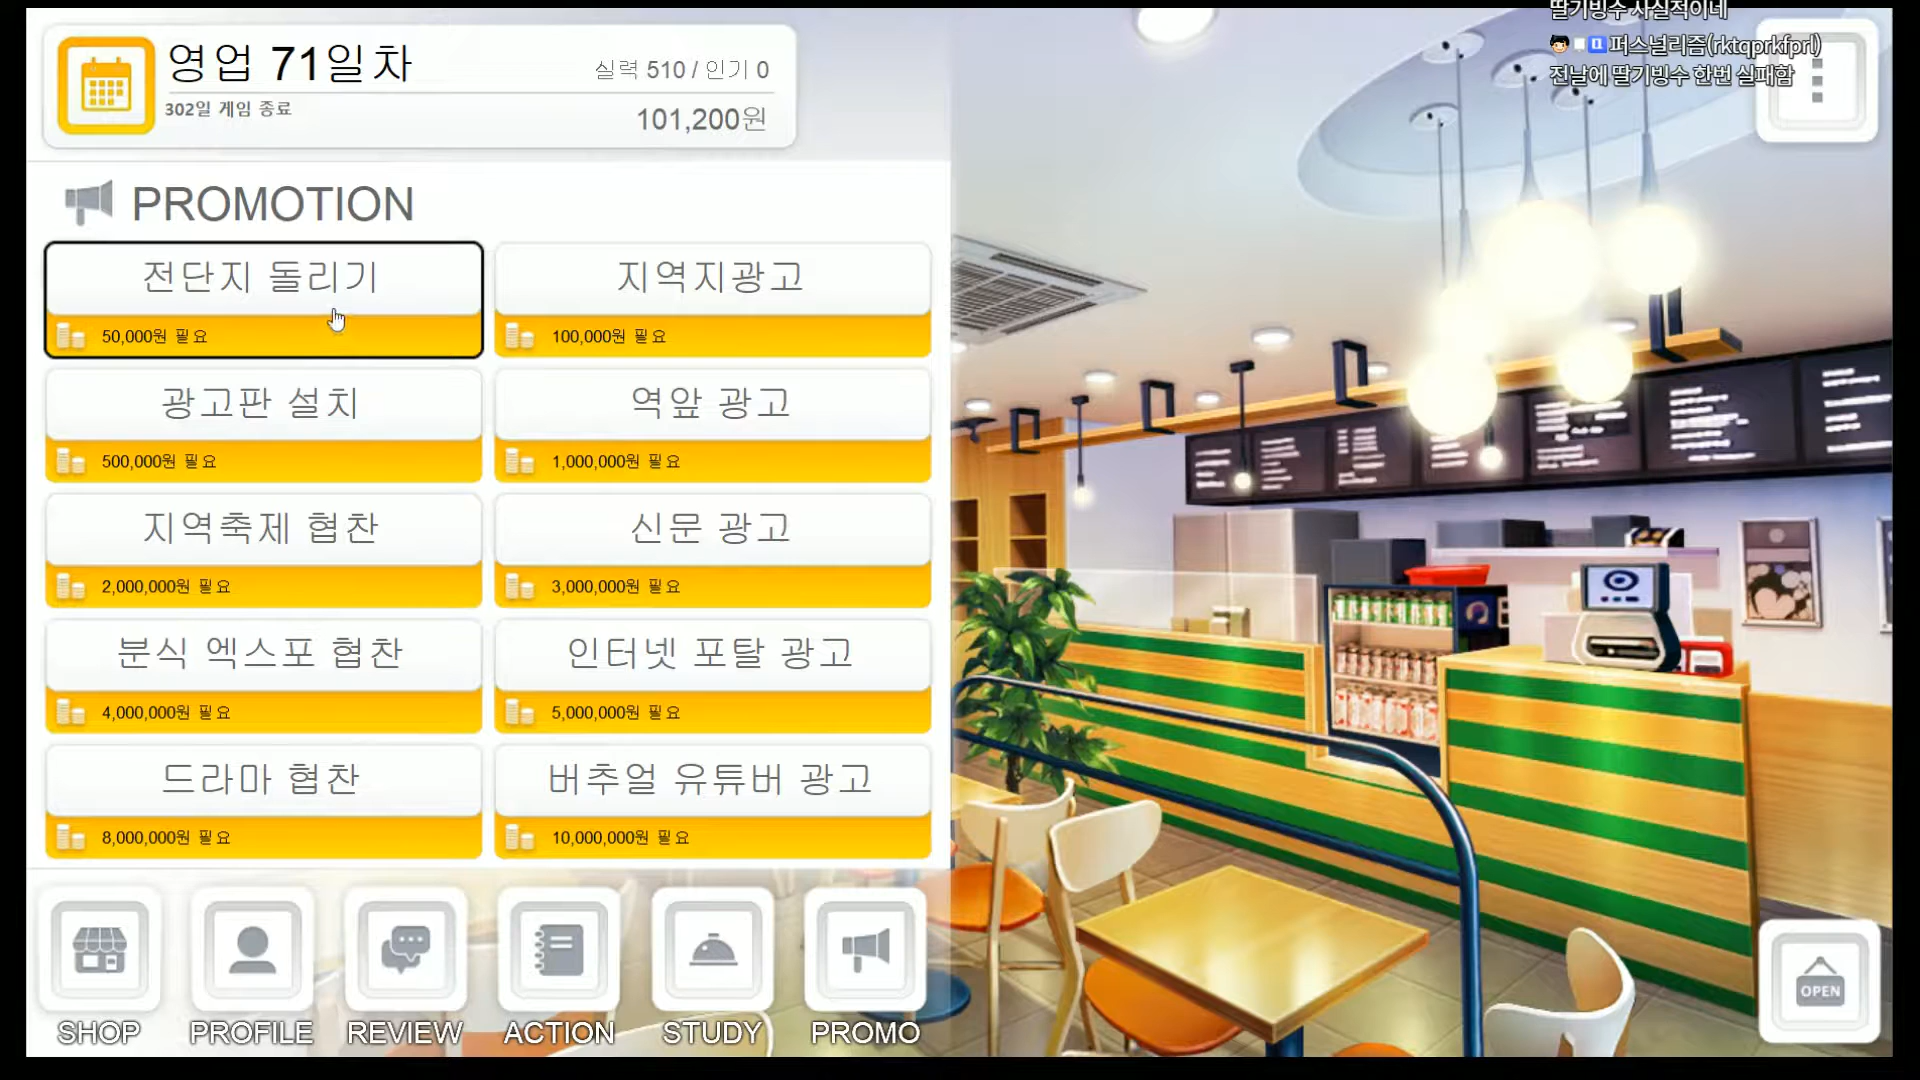 영업 71일차
실력 510 / 인기 0
302일 게임 종료
101,200원
딸기빙수 사실적이네
퍼스널리즘(rktqprkfprl)
전날에 딸기빙수 한번 실패함
PROMOTION
전단지 돌리기
50,000원 필요
지역지광고
100,000원 필요
광고판 설치
500,000원 필요
역앞 광고
1,000,000원 필요
지역축제 협찬
2,000,000원 필요
신문 광고
3,000,000원 필요
분식 엑스포 협찬
4,000,000원 필요
인터넷 포탈 광고
5,000,000원 필요
드라마 협찬
8,000,000원 필요
버추얼 유튜버 광고
10,000,000원 필요
SHOP
PROFILE
REVIEW
ACTION
STUDY
PROMO
OPEN